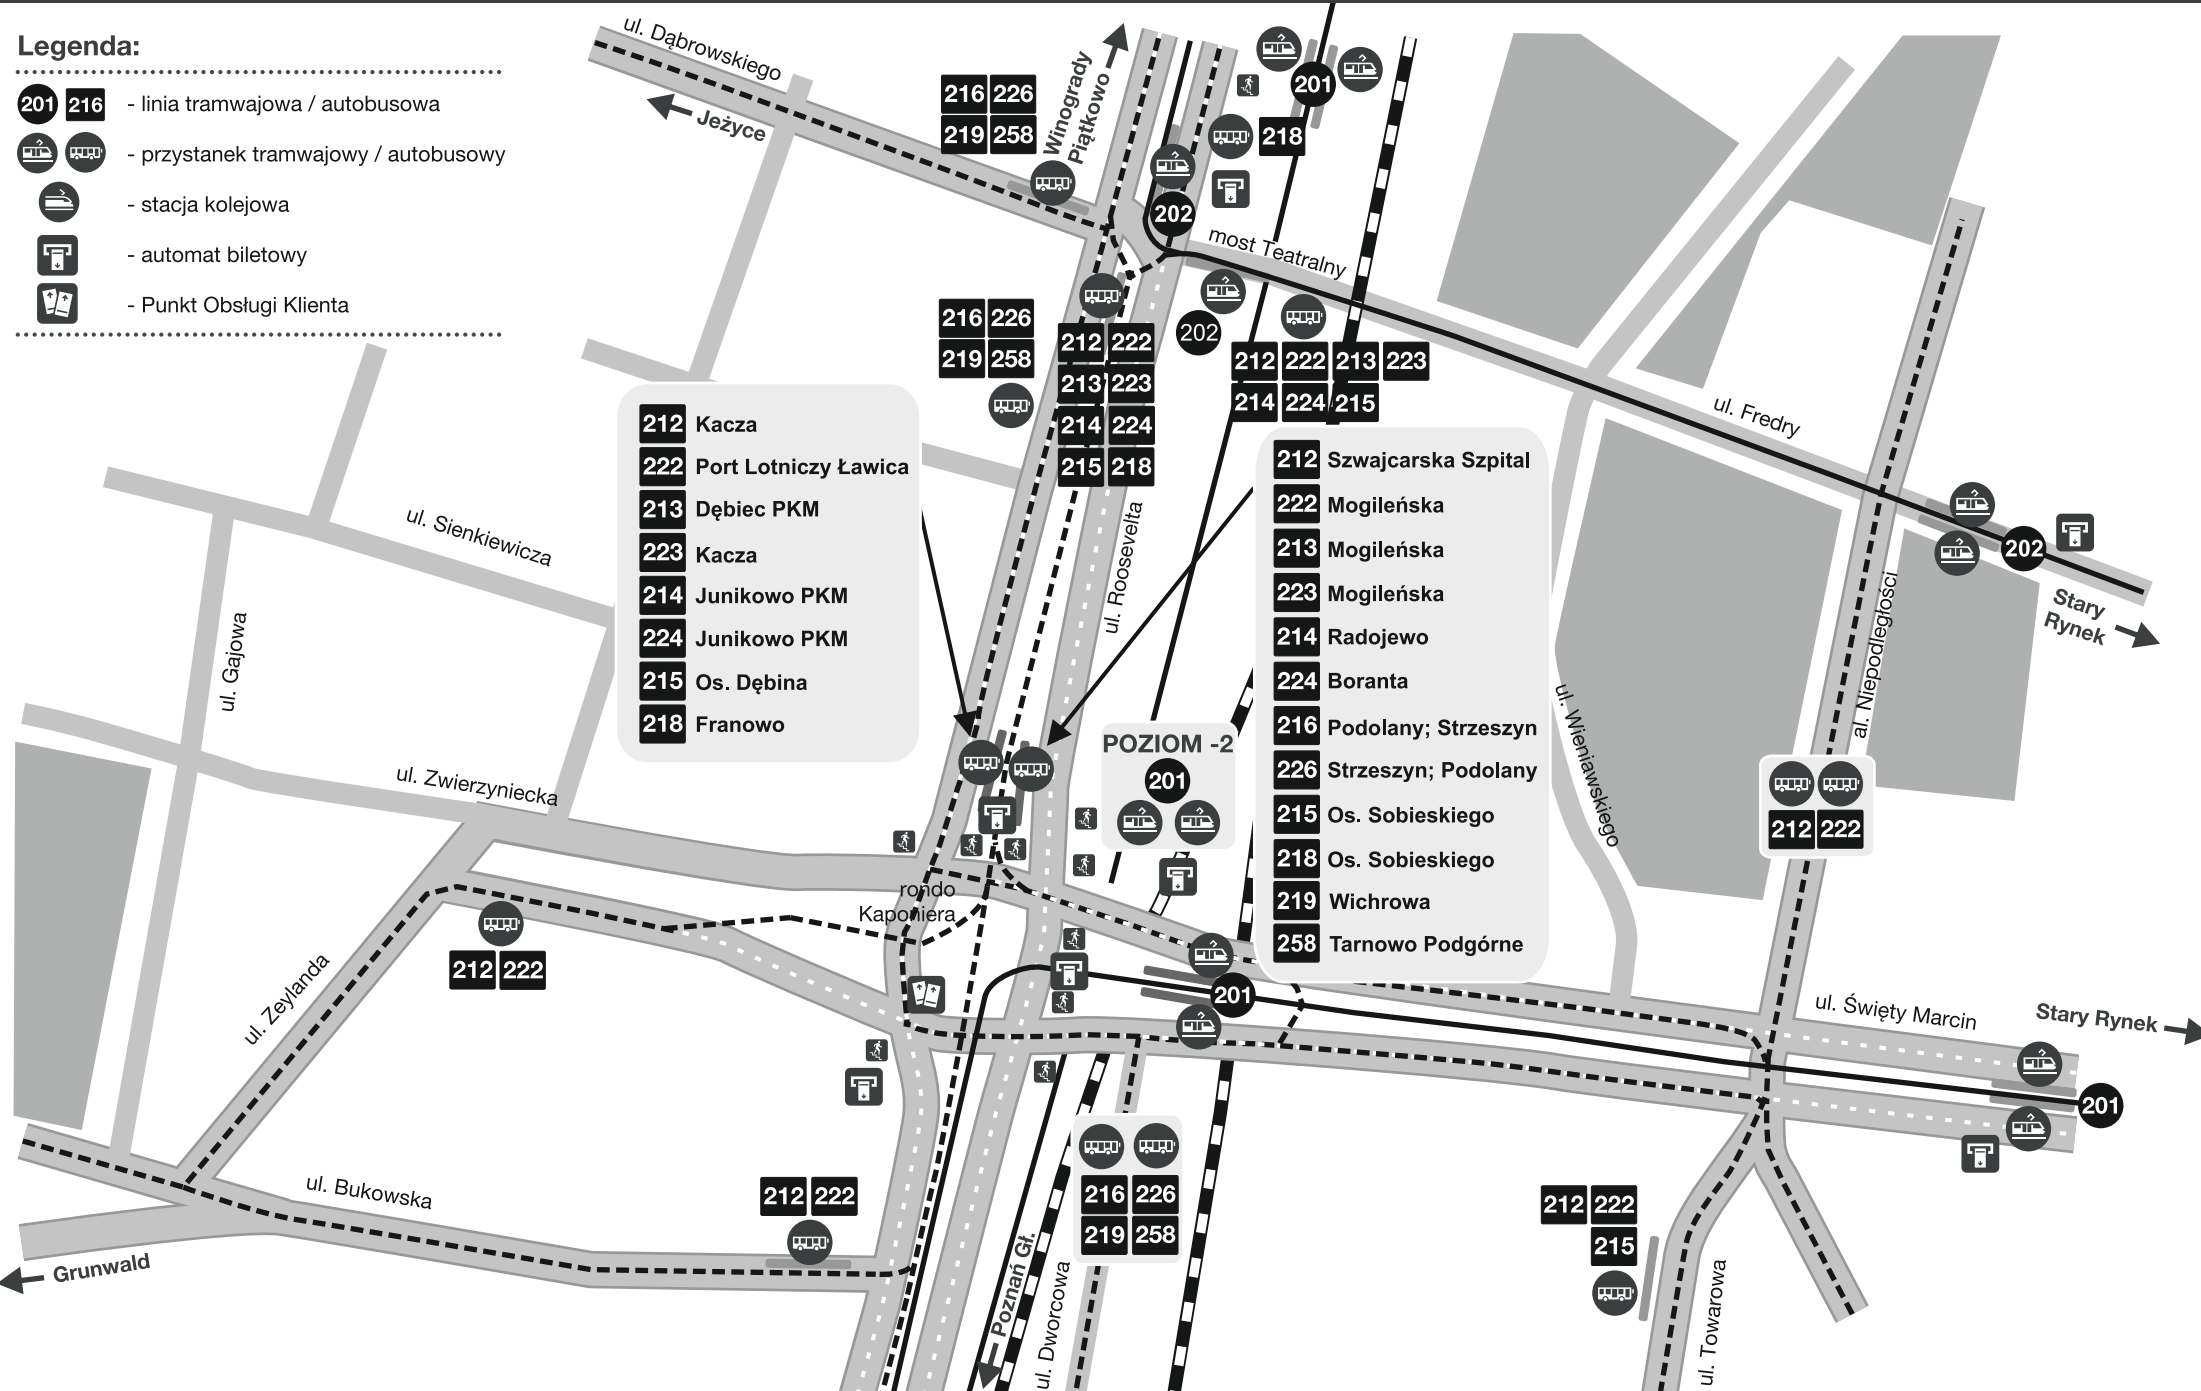 Legenda:
201 216 - linia tramwajowa / autobusowa
- przystanek tramwajowy / autobusowy
- stacja kolejowa
- automat biletowy
- Punkt Obsługi Klienta
ul. Dąbrowskiego
Jeżyce
216 226
219 258
Winogrady
Piątkowo
201
218
202
most Teatralny
216 226
219 258
212 222
213 223
214 224
215 218
202
212 222 213 223
214 224 215
ul. Fredry
202
Stary
Rynek
212 Kacza
222 Port Lotniczy Ławica
213 Dębiec PKM
223 Kacza
214 Junikowo PKM
224 Junikowo PKM
215 Os. Dębina
218 Franowo
212 Szwajcarska Szpital
222 Mogileńska
213 Mogileńska
223 Mogileńska
214 Radojewo
224 Boranta
216 Podolany; Strzeszyn
226 Strzeszyn; Podolany
215 Os. Sobieskiego
218 Os. Sobieskiego
219 Wichrowa
258 Tarnowo Podgórne
ul. Sienkiewicza
ul. Gajowa
ul. Roosevelta
al. Niepodległości
ul. Wieniawskiego
POZIOM -2
201
212 222
ul. Zwierzyniecka
rondo
Kaponiera
212 222
ul. Zeylanda
201
ul. Święty Marcin
Stary Rynek
201
ul. Bukowska
Grunwald
212 222
216 226
219 258
Poznań Gł.
ul. Dworcowa
212 222
215
ul. Towarowa